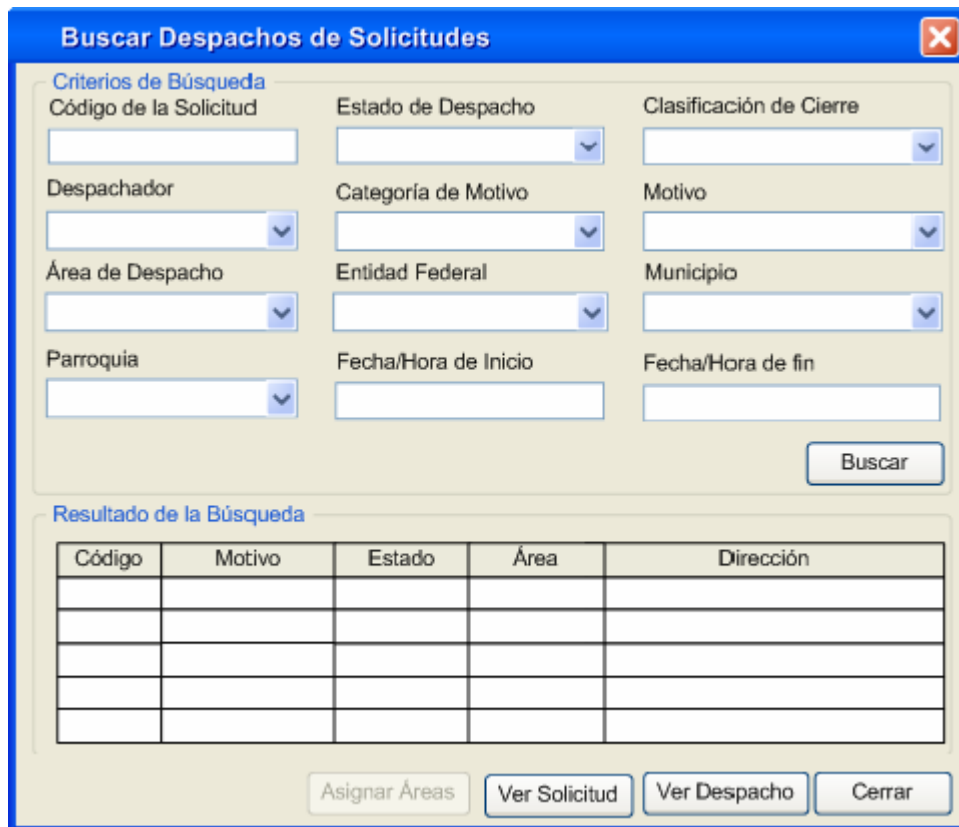 Buscar Despachos de Solicitudes
Criterios de Búsqueda
Código de la Solicitud Estado de Despacho Clasificación de Cierre
Despachador Categoría de Motivo Motivo
Área de Despacho Entidad Federal Municipio
Parroquia Fecha/Hora de Inicio Fecha/Hora de fin
Buscar
Resultado de la Búsqueda
Código Motivo Estado Área Dirección
Asignar Áreas Ver Solicitud Ver Despacho Cerrar